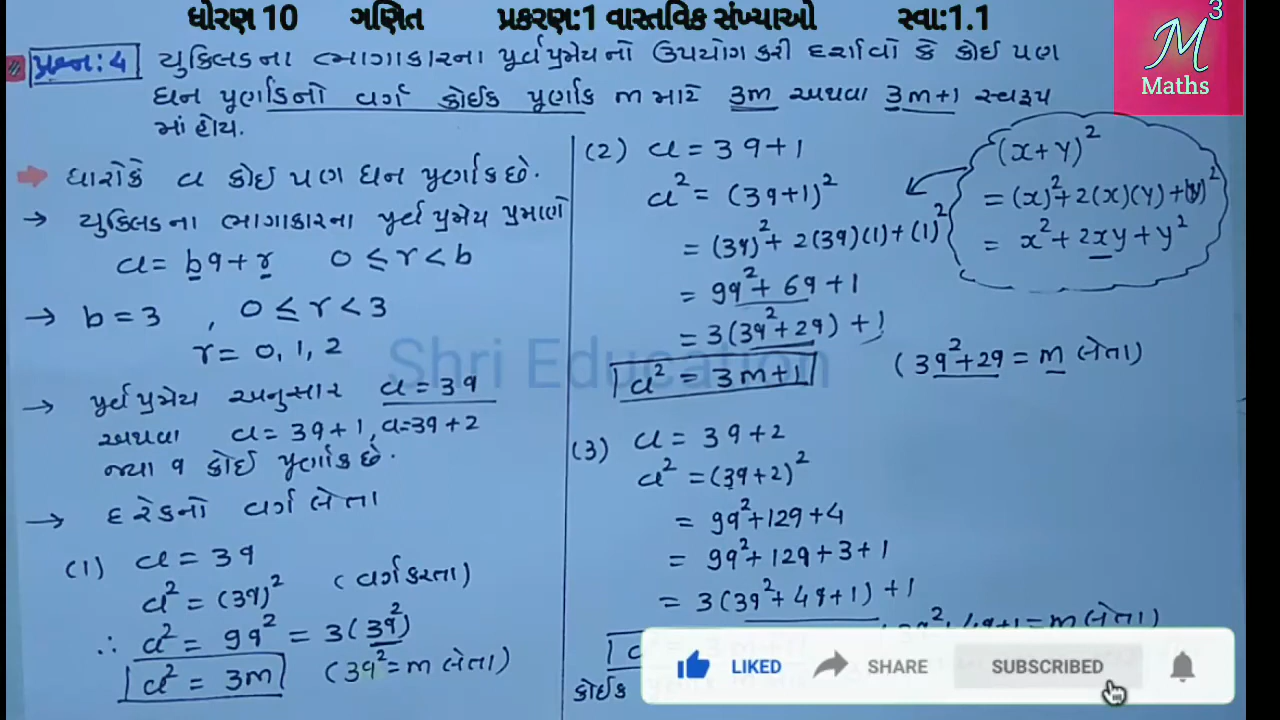 ધોરણ 10 ગણિત પ્રકરણ:1 વાસ્તવિક સંખ્યાઓ સ્વા:1.1
M³
Maths
પ્રશ્ન:4 યુક્લિડના ભાગાકારના પૂર્વપ્રમેય નો ઉપયોગ કરી દર્શાવો કે કોઈ પણ
ઘન પૂર્ણાંકનો વર્ગ કોઈક પૂર્ણાંક m માટે 3m અથવા 3m+1 સ્વરૂપ
માં હોય.
ધારોકે a કોઈ પણ ઘન પૂર્ણાંક છે.
→ યુક્લિડના ભાગાકારના પૂર્વ પ્રમેય પ્રમાણે
a = bq + r 0 ≤ r < b
→ b = 3 , 0 ≤ r < 3
r = 0, 1, 2
→ પૂર્વપ્રમેય અનુસાર a = 3q
અથવા a = 3q+1, a=3q+2
જ્યા q કોઈ પૂર્ણાંક છે.
→ દરેકનો વર્ગ લેતા
(1) a = 3q
a² = (3q)² (વર્ગ કરતા)
∴ a² = 9q² = 3(3q²)
a² = 3m (3q² = m લેતા)
(2) a = 3q+1
a² = (3q+1)²
= (3q)² + 2(3q)(1) + (1)²
= 9q² + 6q + 1
= 3(3q² + 2q) + 1
a² = 3m+1 (3q²+2q = m લેતા)
(x+y)²
= (x)² + 2(x)(y) + (y)²
= x² + 2xy + y²
(3) a = 3q+2
a² = (3q+2)²
= 9q²+12q+4
= 9q²+12q+3+1
= 3(3q²+4q+1) +1
= m લેતા)
કોઈક
Shri Education
LIKED SHARE SUBSCRIBED